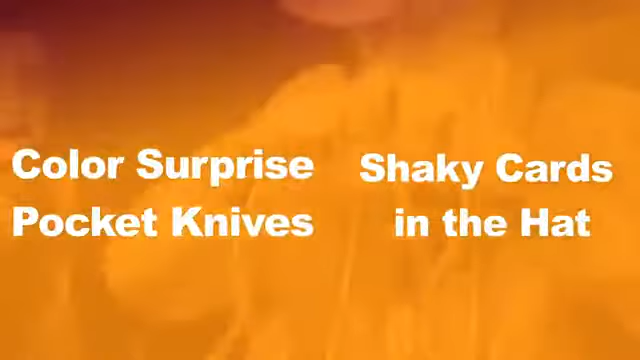 Color Surprise
Pocket Knives
Shaky Cards
in the Hat